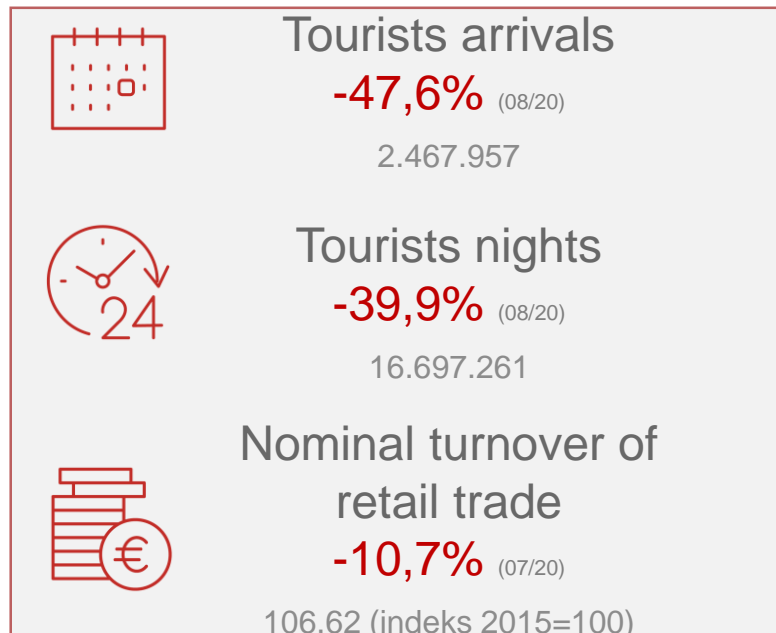 Tourists arrivals
-47,6% (08/20)
2.467.957
Tourists nights
-39,9% (08/20)
16.697.261
24
Nominal turnover of
retail trade
-10,7% (07/20)
€
106.62 (indeks 2015=100)